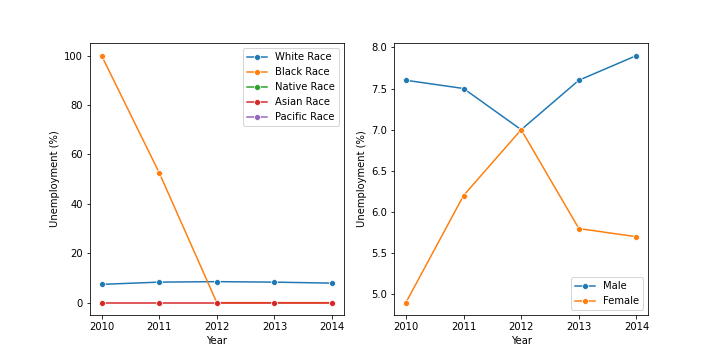 Unemployment (%)
100
80
60
40
20
0
2010 2011 2012 2013 2014
Year
White Race
Black Race
Native Race
Asian Race
Pacific Race
Unemployment (%)
8.0
7.5
7.0
6.5
6.0
5.5
5.0
2010 2011 2012 2013 2014
Year
Male
Female